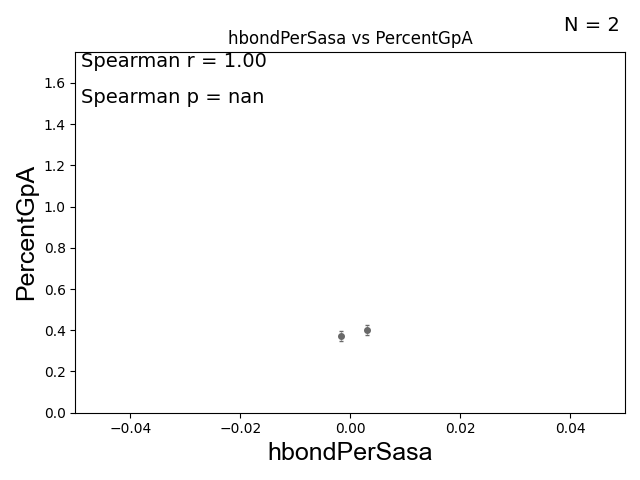 N = 2
hbondPerSasa vs PercentGpA
Spearman r = 1.00
Spearman p = nan
PercentGpA
1.6
1.4
1.2
1.0
0.8
0.6
0.4
0.2
0.0
−0.04
−0.02
0.00
0.02
0.04
hbondPerSasa